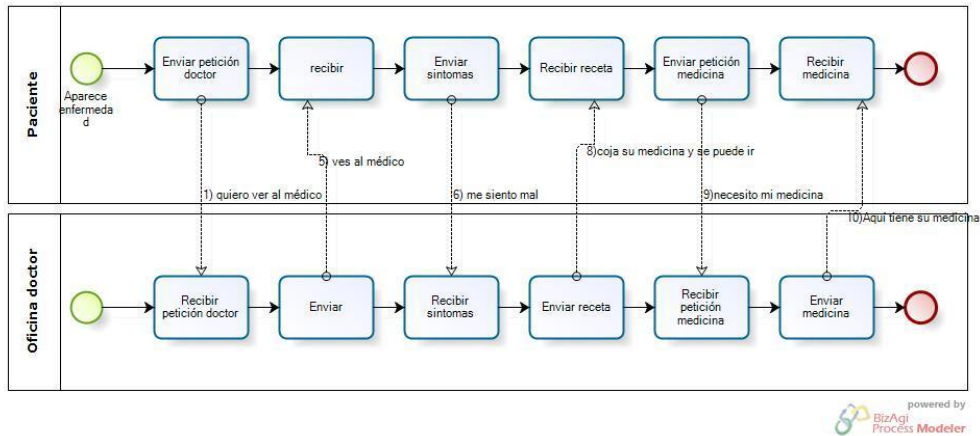 Paciente
Aparece
enfermeda
d
Enviar petición
doctor
recibir
Enviar
sintomas
Recibir receta
Enviar petición
medicina
Recibir
medicina
5) ves al médico
8)coja su medicina y se puede ir
1) quiero ver al médico
6) me siento mal
9)necesito mi medicina
10)Aquí tiene su medicina
Oficina doctor
Recibir
petición doctor
Enviar
Recibir
sintomas
Enviar receta
Recibir
petición
medicina
Enviar
medicina
powered by
BizAgi
Process Modeler